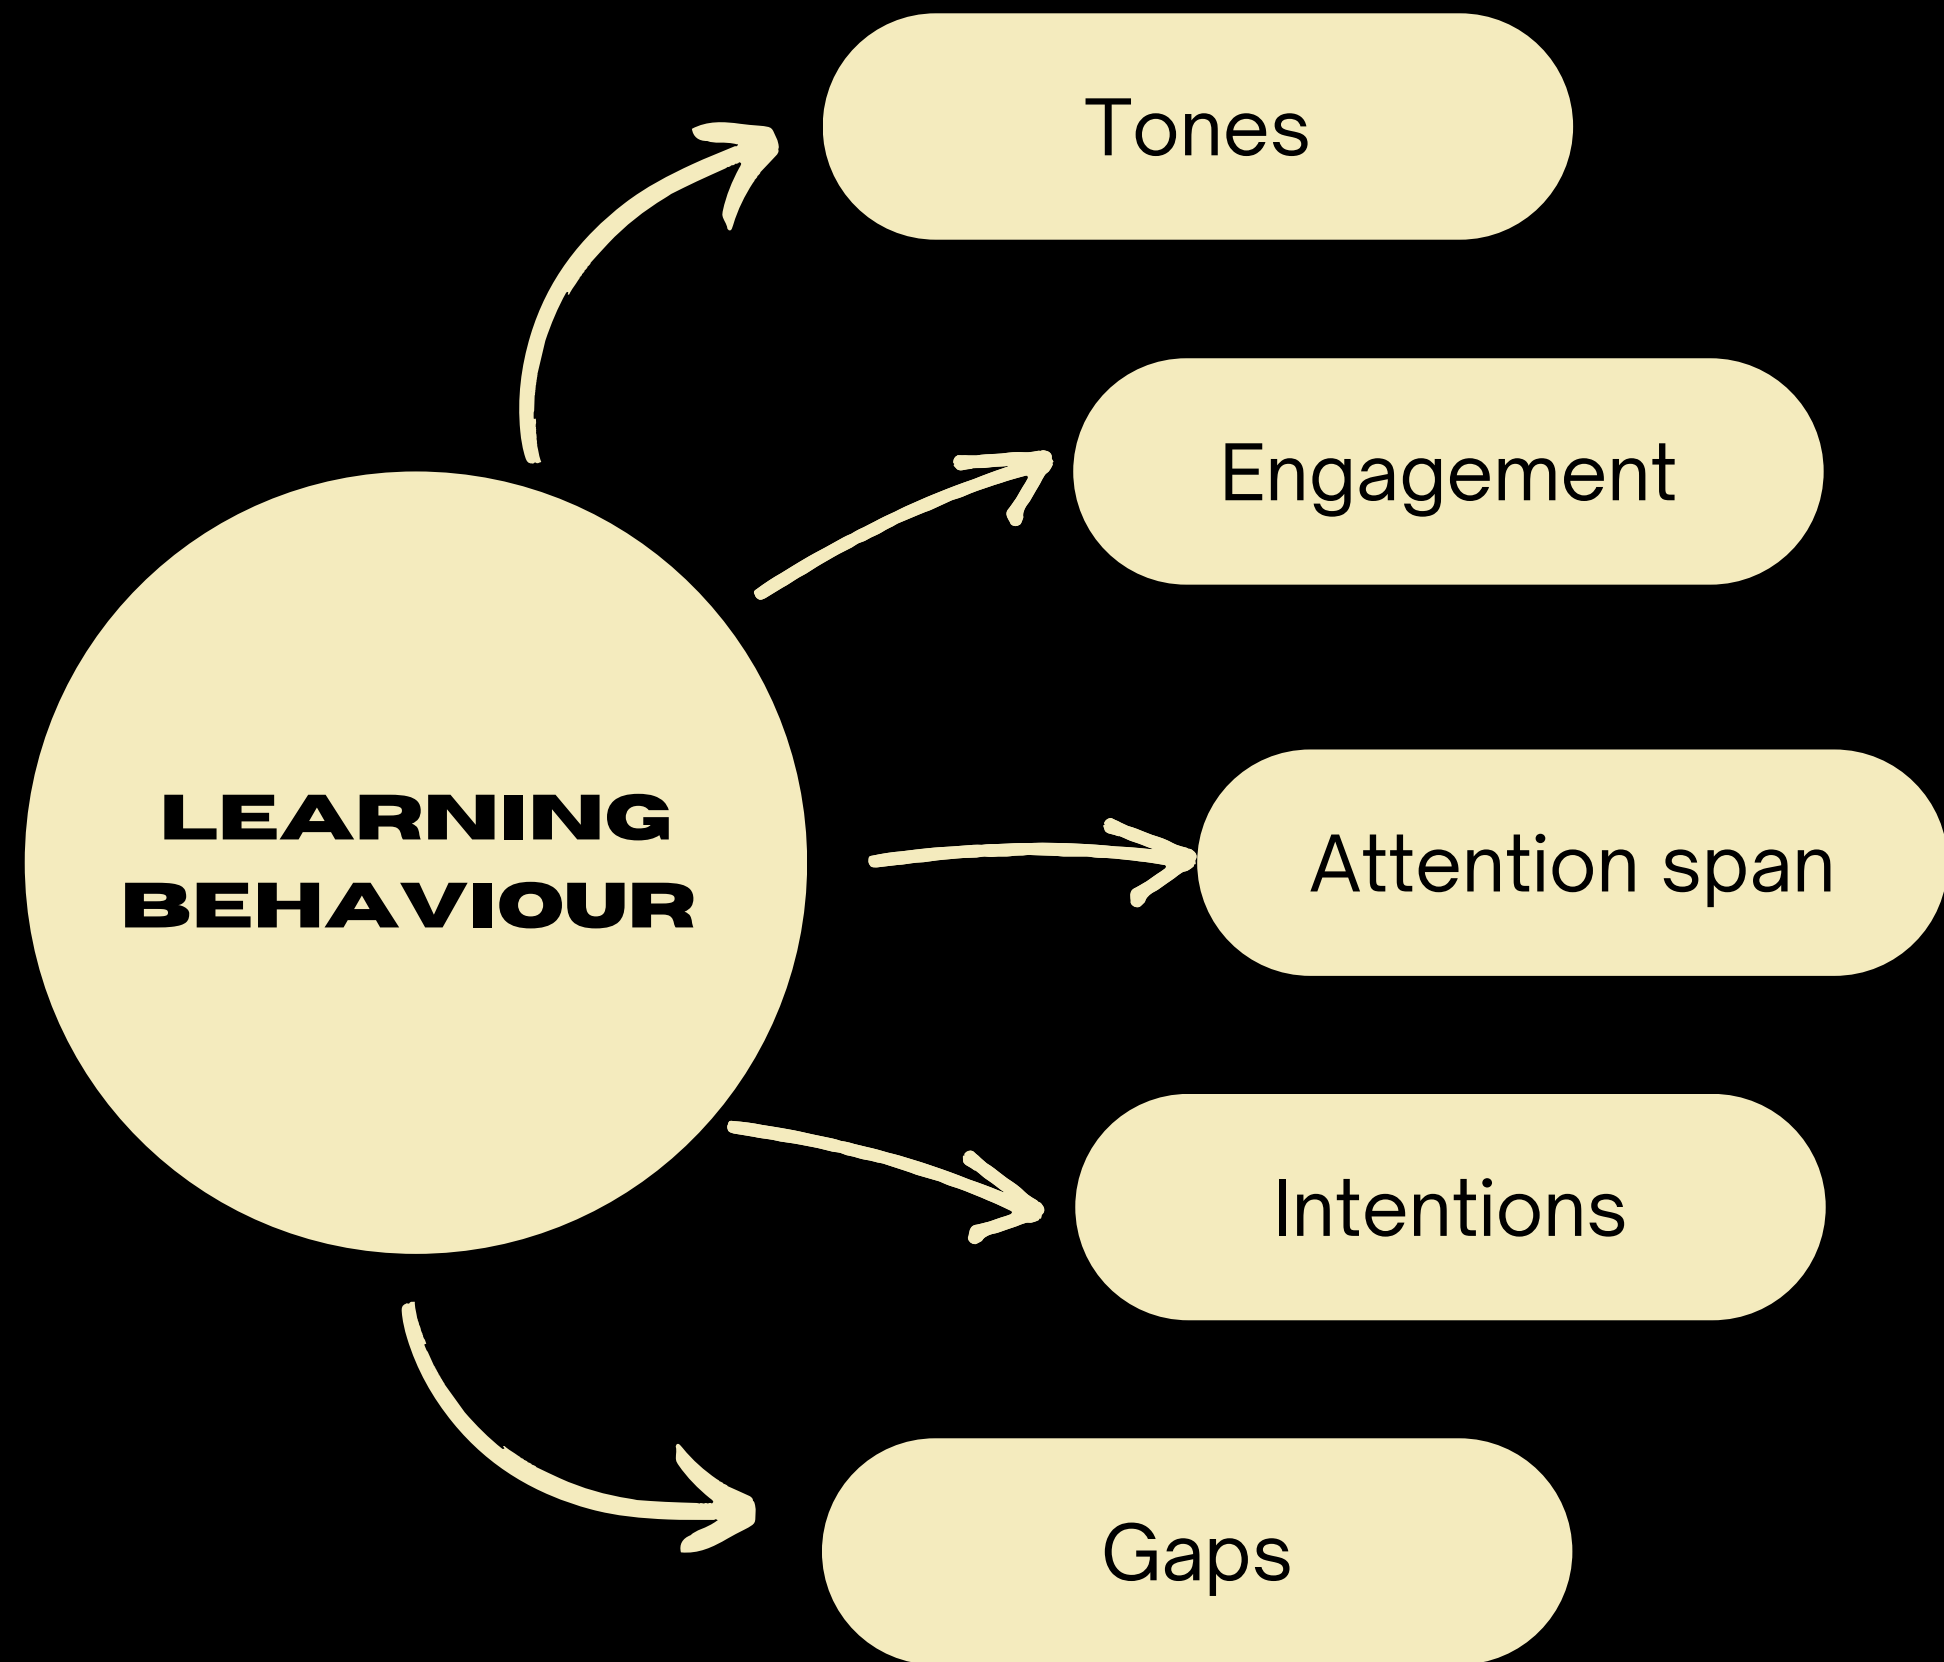 Tones
Engagement
LEARNING
BEHAVIOUR
Attention span
Intentions
Gaps